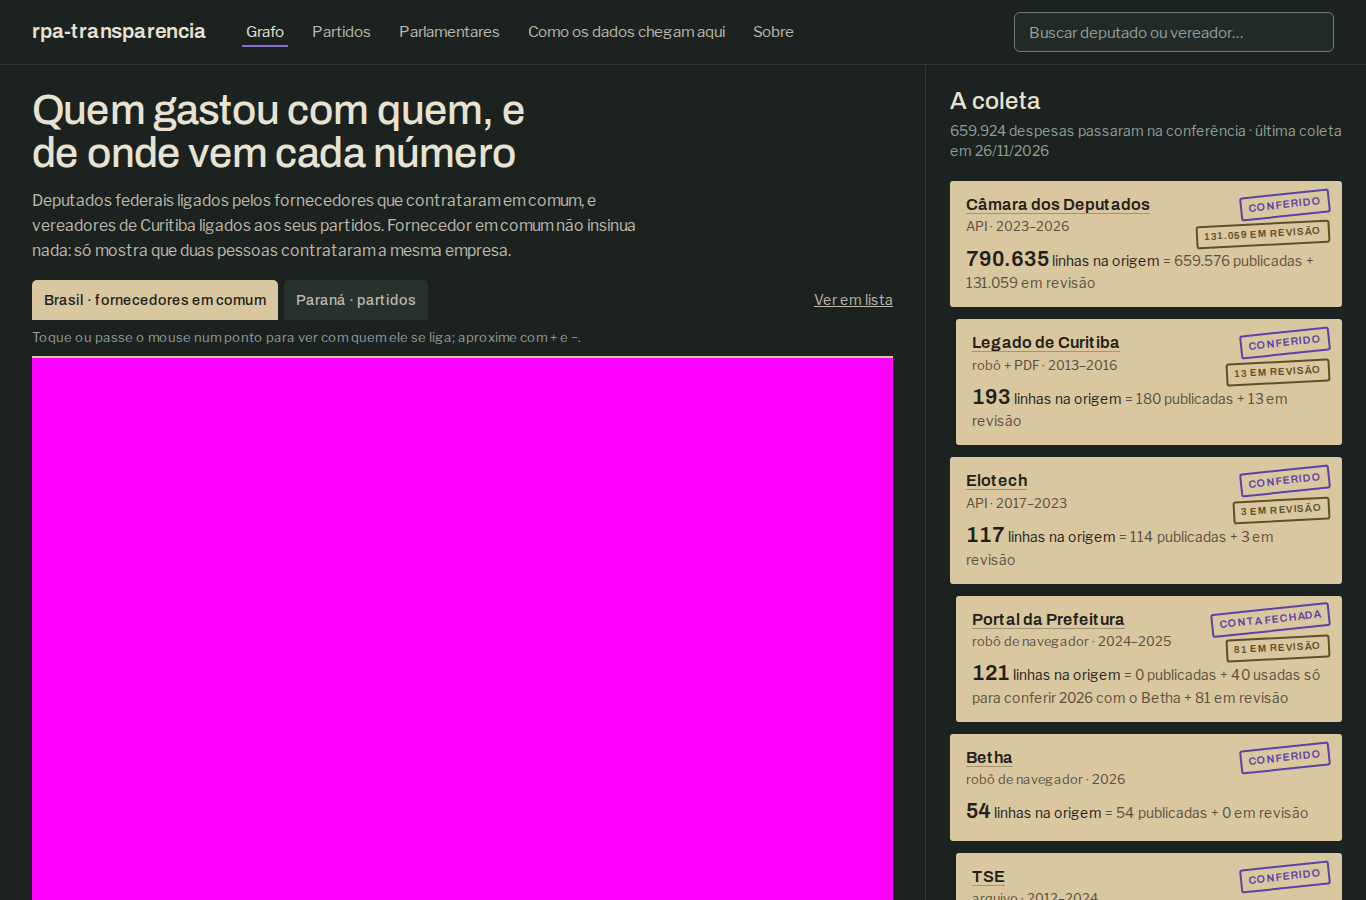 rpa-transparencia
Grafo
Partidos
Parlamentares
Como os dados chegam aqui
Sobre
Buscar deputado ou vereador…
Quem gastou com quem, e
de onde vem cada número
Deputados federais ligados pelos fornecedores que contrataram em comum, e
vereadores de Curitiba ligados aos seus partidos. Fornecedor em comum não insinua
nada: só mostra que duas pessoas contrataram a mesma empresa.
Brasil · fornecedores em comum
Paraná · partidos
Ver em lista
Toque ou passe o mouse num ponto para ver com quem ele se liga; aproxime com + e −.
A coleta
659.924 despesas passaram na conferência · última coleta
em 26/11/2026
Câmara dos Deputados
CONFERIDO
API · 2023–2026
131.059 EM REVISÃO
790.635 linhas na origem = 659.576 publicadas +
131.059 em revisão
Legado de Curitiba
CONFERIDO
robô + PDF · 2013–2016
13 EM REVISÃO
193 linhas na origem = 180 publicadas + 13 em
revisão
Elotech
CONFERIDO
API · 2017–2023
3 EM REVISÃO
117 linhas na origem = 114 publicadas + 3 em
revisão
Portal da Prefeitura
CONTA FECHADA
robô de navegador · 2024–2025
81 EM REVISÃO
121 linhas na origem = 0 publicadas + 40 usadas só
para conferir 2026 com o Betha + 81 em revisão
Betha
CONFERIDO
robô de navegador · 2026
54 linhas na origem = 54 publicadas + 0 em revisão
TSE
CONFERIDO
arquivo · 2012–2024